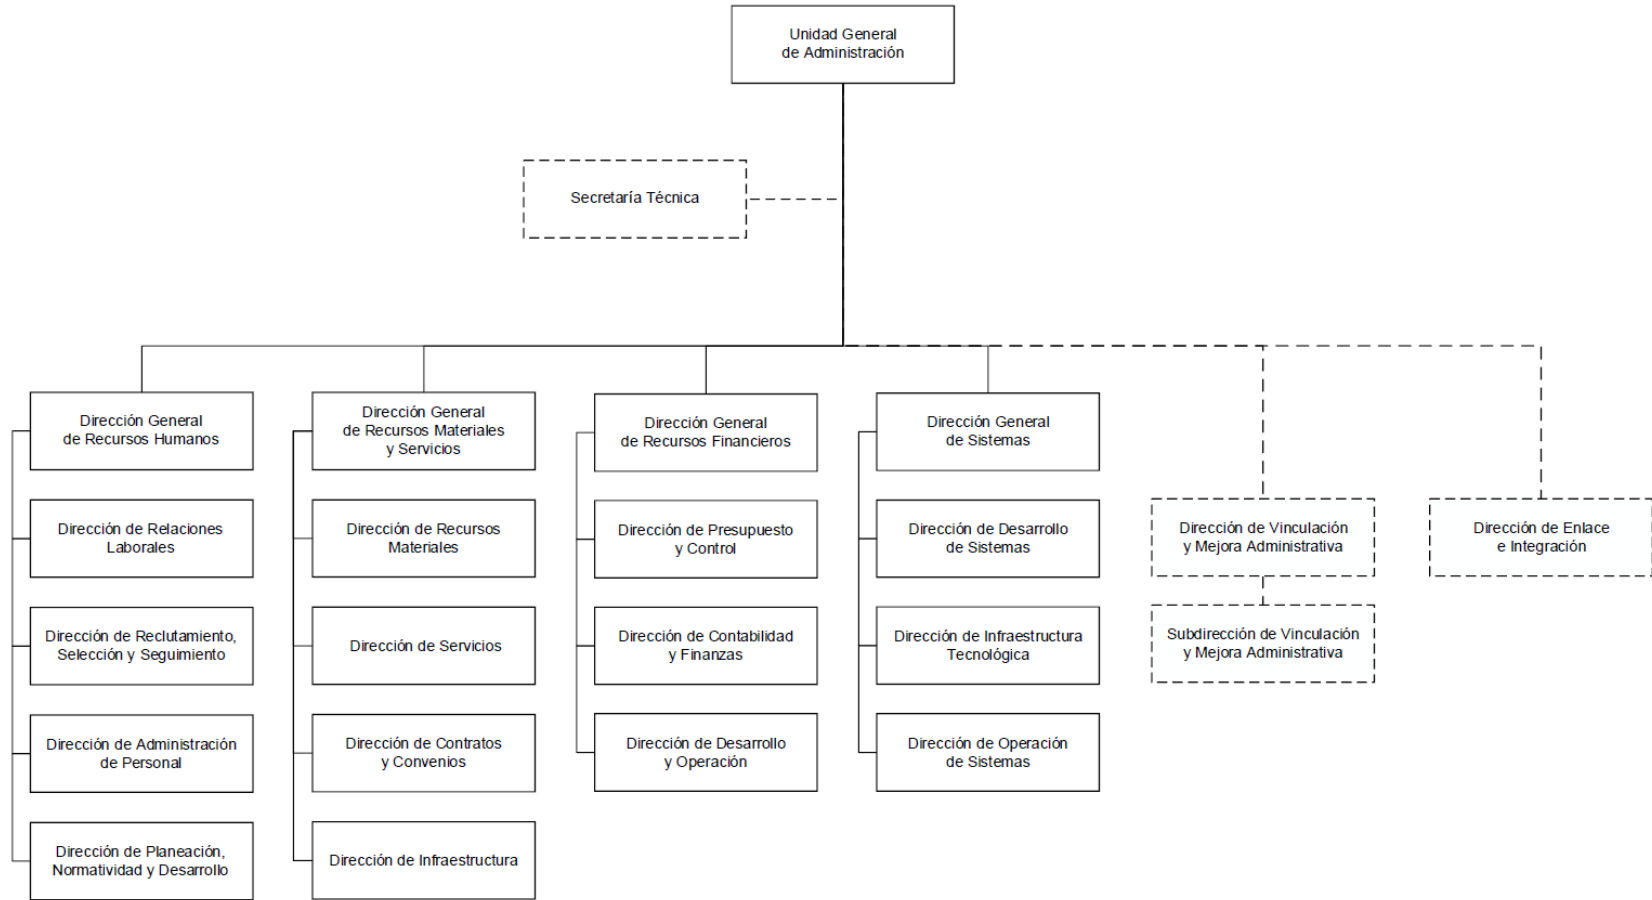 Unidad General
de Administración
Secretaría Técnica
Dirección General
de Recursos Humanos
Dirección de Relaciones
Laborales
Dirección de Reclutamiento,
Selección y Seguimiento
Dirección de Administración
de Personal
Dirección de Planeación,
Normatividad y Desarrollo
Dirección General
de Recursos Materiales
y Servicios
Dirección de Recursos
Materiales
Dirección de Servicios
Dirección de Contratos
y Convenios
Dirección de Infraestructura
Dirección General
de Recursos Financieros
Dirección de Presupuesto
y Control
Dirección de Contabilidad
y Finanzas
Dirección de Desarrollo
y Operación
Dirección General
de Sistemas
Dirección de Desarrollo
de Sistemas
Dirección de Infraestructura
Tecnológica
Dirección de Operación
de Sistemas
Dirección de Vinculación
y Mejora Administrativa
Subdirección de Vinculación
y Mejora Administrativa
Dirección de Enlace
e Integración